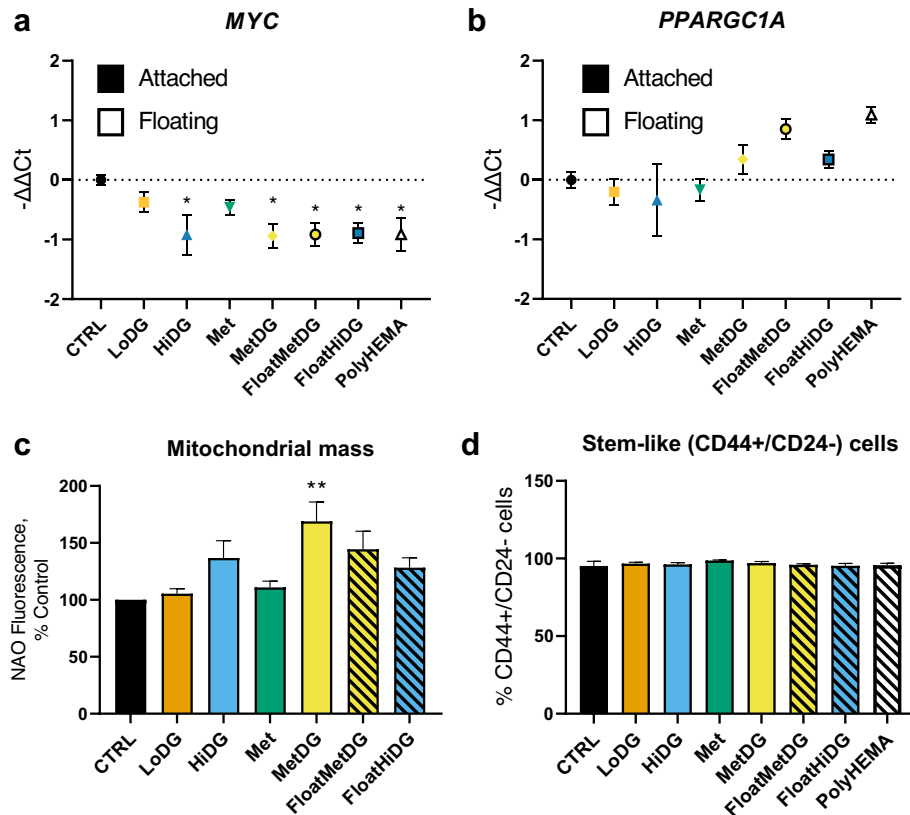 a
MYC
Attached
Floating
-ΔΔCt
2
1
0
-1
-2
* * * * *
CTRL
LoDG
HiDG
Met
MetDG
FloatMetDG
FloatHiDG
PolyHEMA
b
PPARGC1A
Attached
Floating
-ΔΔCt
2
1
0
-1
-2
CTRL
LoDG
HiDG
Met
MetDG
FloatMetDG
FloatHiDG
PolyHEMA
c
Mitochondrial mass
NAO Fluorescence,
% Control
200
150
100
50
0
**
CTRL
LoDG
HiDG
Met
MetDG
FloatMetDG
FloatHiDG
d
Stem-like (CD44+/CD24-) cells
% CD44+/CD24- cells
150
100
50
0
CTRL
LoDG
HiDG
Met
MetDG
FloatMetDG
FloatHiDG
PolyHEMA